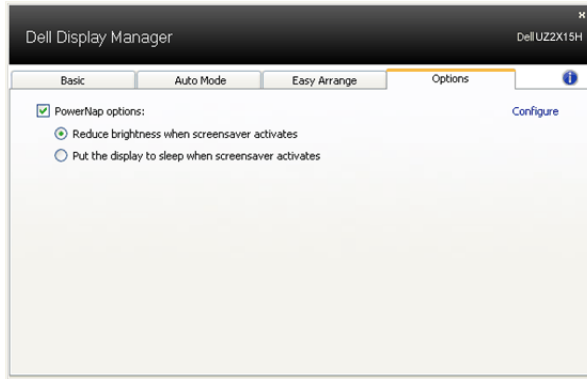 Dell Display Manager
Dell UZ2X15H
Basic
Auto Mode
Easy Arrange
Options
PowerNap options:
Configure
Reduce brightness when screensaver activates
Put the display to sleep when screensaver activates